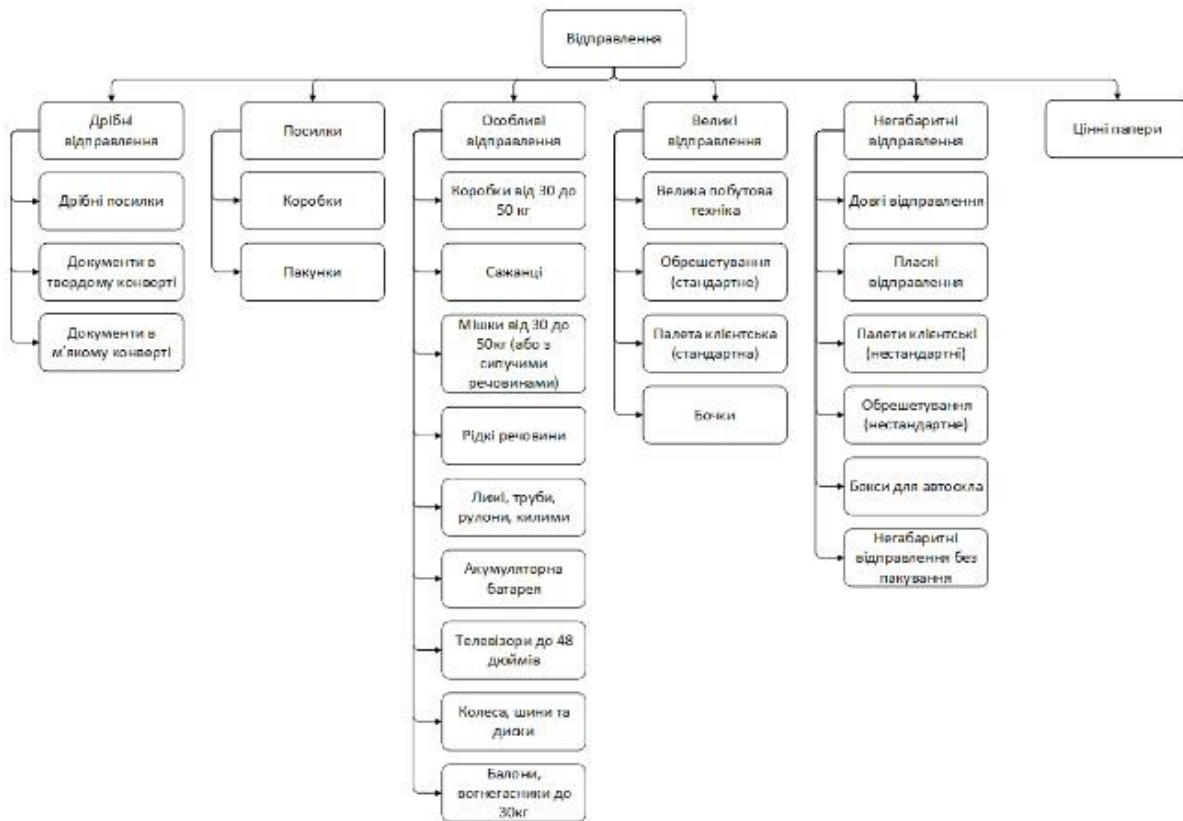 Відправлення
Дрібні
відправлення
Дрібні посилки
Документи в
твердому конверті
Документи в
м'якому конверті
Посилки
Коробки
Пакунки
Особливі
відправлення
Коробки від 30 до
50 кг
Сажанці
Мішки від 30 до
50кг (або з
сипучими
речовинами)
Рідкі речовини
Лижі, труби,
рулони, килими
Акумуляторна
батарея
Телевізори до 48
дюймів
Колеса, шини та
диски
Балони,
вогнегасники до
30кг
Великі
відправлення
Велика побутова
техніка
Обрешетування
(стандартне)
Палета клієнтська
(стандартна)
Бочки
Негабаритні
відправлення
Довгі відправлення
Пласкі
відправлення
Палети клієнтські
(нестандартні)
Обрешетування
(нестандартне)
Бокси для автоскла
Негабаритні
відправлення без
пакування
Цінні папери